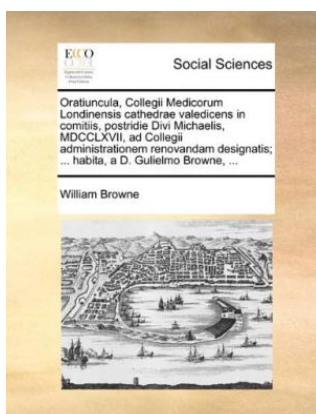 ECCO
Social Sciences
Oratiuncula, Collegii Medicorum
Londinensis cathedrae valedicens in
comitiis, postridie Divi Michaelis,
MDCCLXVII, ad Collegii
administrationem renovandam designatis;
... habita, a D. Gulielmo Browne, ...
William Browne